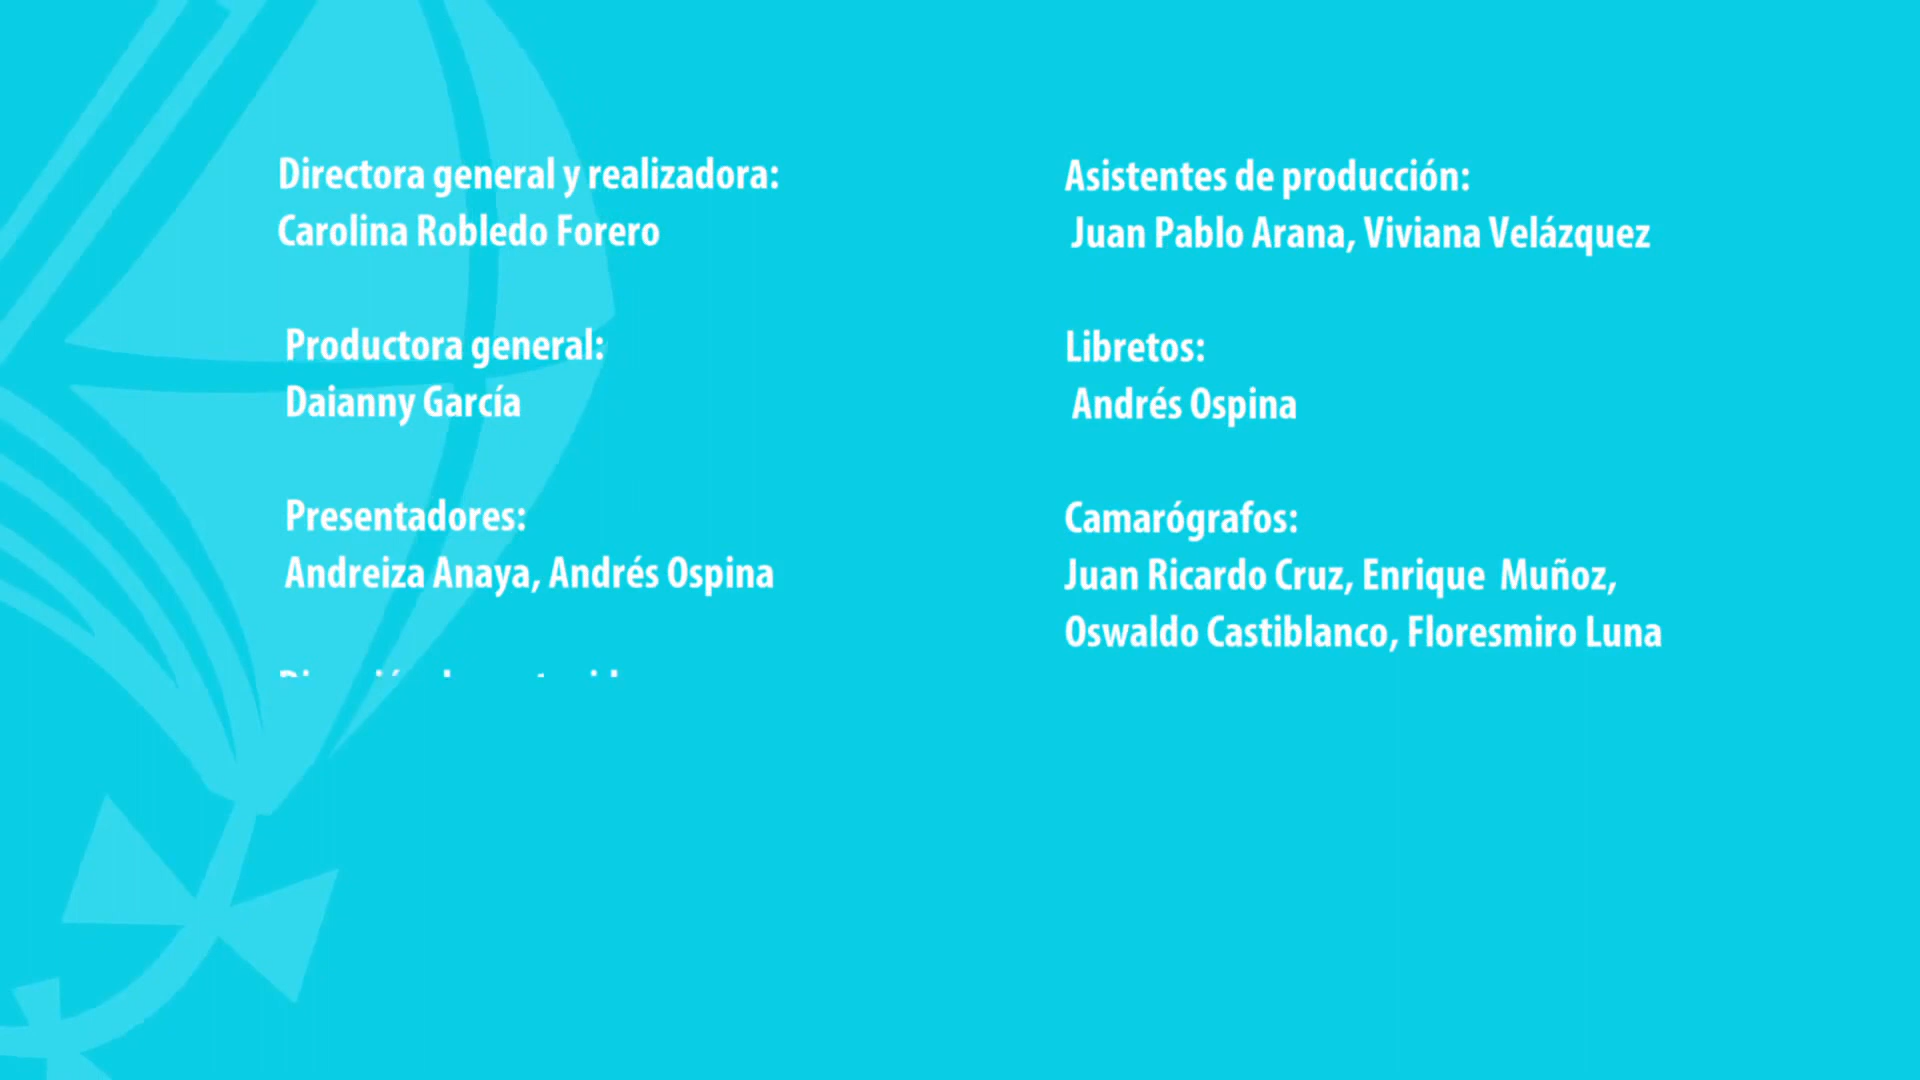 Directora general y realizadora:
Carolina Robledo Forero
Productora general:
Daianny García
Presentadores:
Andreiza Anaya, Andrés Ospina
Asistentes de producción:
Juan Pablo Arana, Viviana Velázquez
Libretos:
Andrés Ospina
Camarógrafos:
Juan Ricardo Cruz, Enrique Muñoz,
Oswaldo Castiblanco, Floresmiro Luna